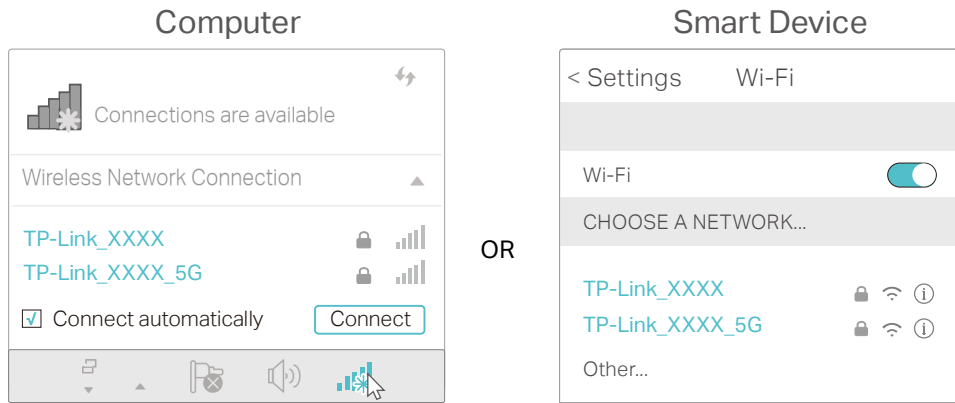 Computer
Connections are available
Wireless Network Connection
TP-Link_XXXX
TP-Link_XXXX_5G
Connect automatically
Connect
OR
Smart Device
< Settings Wi-Fi
Wi-Fi
CHOOSE A NETWORK...
TP-Link_XXXX
TP-Link_XXXX_5G
Other...